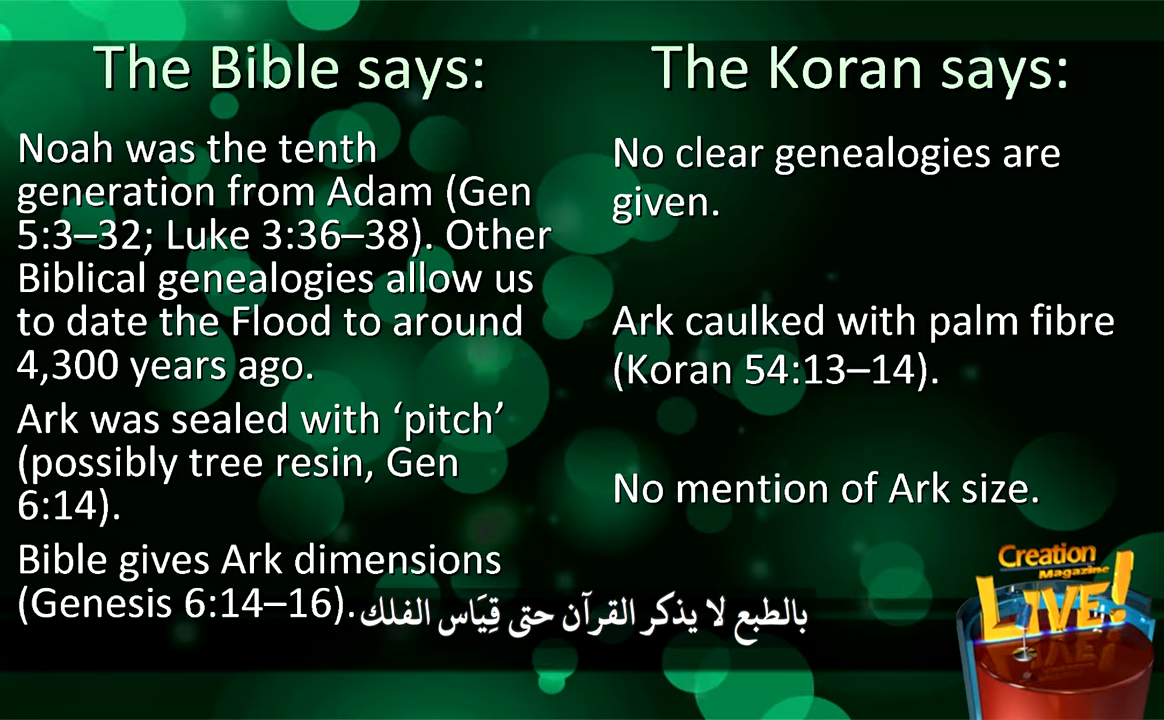 The Bible says:
Noah was the tenth
generation from Adam (Gen
5:3–32; Luke 3:36–38). Other
Biblical genealogies allow us
to date the Flood to around
4,300 years ago.
Ark was sealed with ‘pitch’
(possibly tree resin, Gen
6:14).
Bible gives Ark dimensions
(Genesis 6:14–16).
The Koran says:
No clear genealogies are
given.
Ark caulked with palm fibre
(Koran 54:13–14).
No mention of Ark size.
بالطبع لا يذكر القرآن حتى قِيَاس الفلك
Creation
Magazine
LIVE!